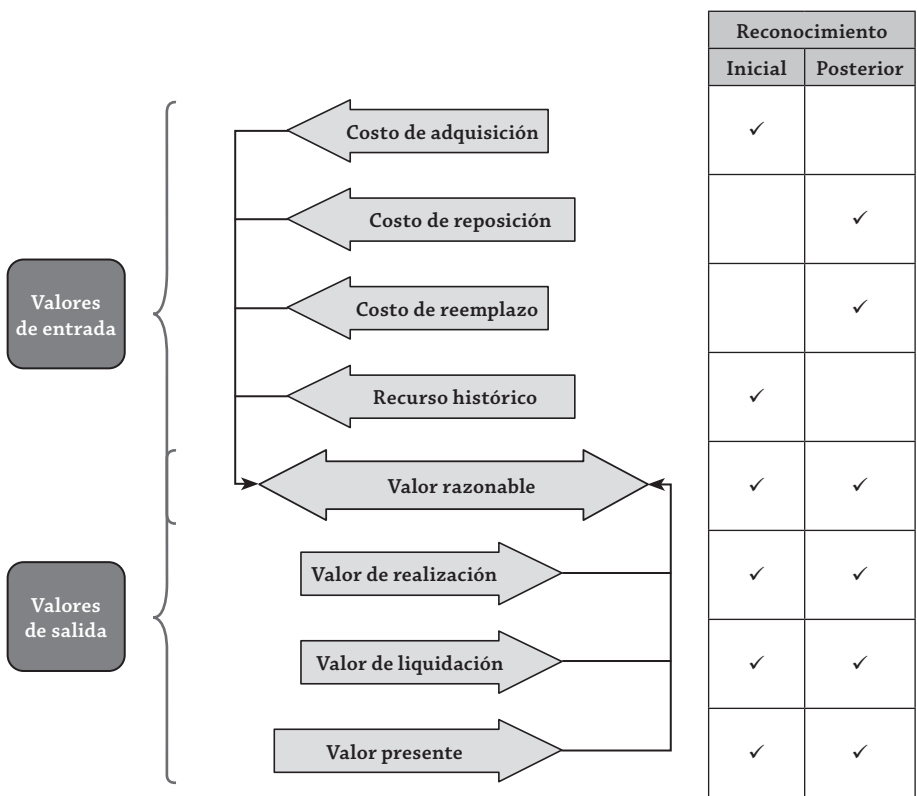 Reconocimiento
Inicial Posterior
Costo de adquisición ✓
Costo de reposición ✓
Valores
de entrada
Costo de reemplazo ✓
Recurso histórico ✓
Valor razonable ✓ ✓
Valor de realización ✓ ✓
Valores
de salida
Valor de liquidación ✓ ✓
Valor presente ✓ ✓